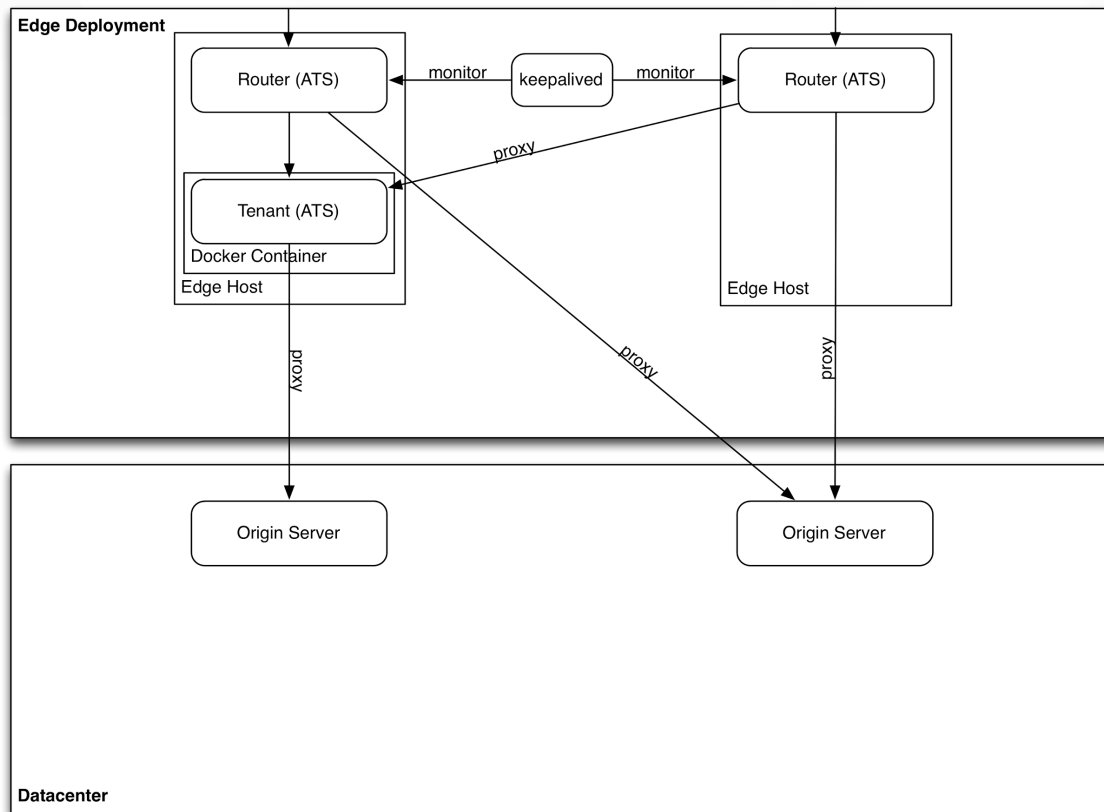 Edge Deployment
Router (ATS)
monitor
keepalived
monitor
Router (ATS)
proxy
Tenant (ATS)
Docker Container
Edge Host
Edge Host
proxy
proxy
proxy
Origin Server
Origin Server
Datacenter